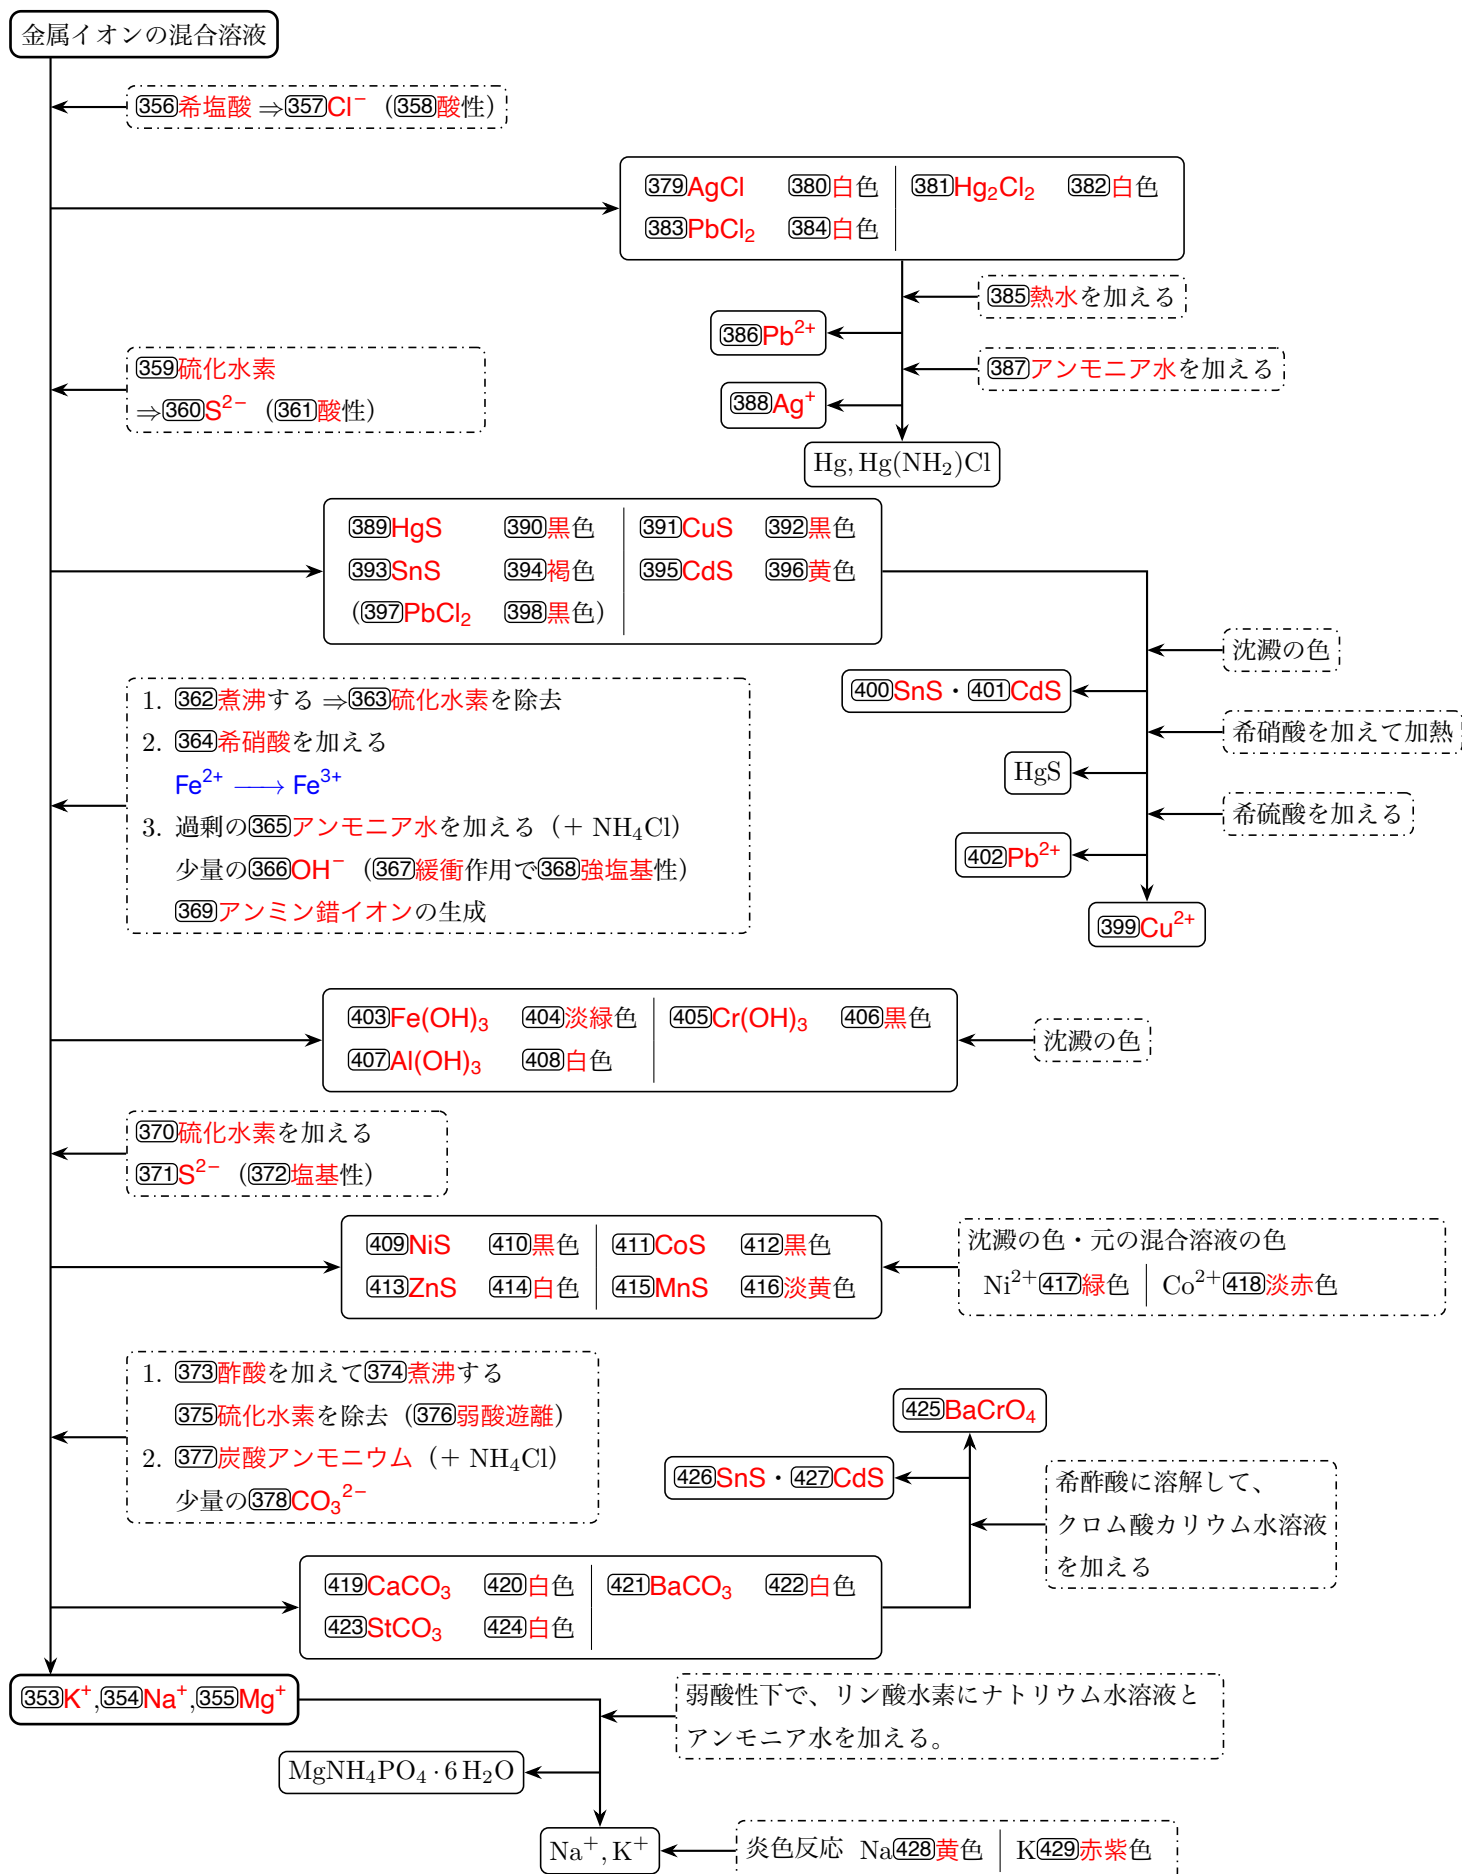 金属イオンの混合溶液
356希塩酸 ⇒357Cl⁻（358酸性）
379AgCl 380白色 381Hg₂Cl₂ 382白色
383PbCl₂ 384白色
385熱水を加える
386Pb²⁺
359硫化水素
⇒360S²⁻（361酸性）
387アンモニア水を加える
388Ag⁺
Hg, Hg(NH₂)Cl
389HgS 390黒色 391CuS 392黒色
393SnS 394褐色 395CdS 396黄色
（397PbCl₂ 398黒色）
沈澱の色
400SnS・401CdS
希硝酸を加えて加熱
HgS
希硫酸を加える
402Pb²⁺
399Cu²⁺
1. 362煮沸する ⇒363硫化水素を除去
2. 364希硝酸を加える
Fe²⁺ ⟶ Fe³⁺
3. 過剰の365アンモニア水を加える（+ NH₄Cl）
少量の366OH⁻（367緩衝作用で368強塩基性）
369アンミン錯イオンの生成
403Fe(OH)₃ 404淡緑色 405Cr(OH)₃ 406黒色
407Al(OH)₃ 408白色
沈澱の色
370硫化水素を加える
371S²⁻（372塩基性）
409NiS 410黒色 411CoS 412黒色
413ZnS 414白色 415MnS 416淡黄色
沈澱の色・元の混合溶液の色
Ni²⁺417緑色 Co²⁺418淡赤色
1. 373酢酸を加えて374煮沸する
375硫化水素を除去（376弱酸遊離）
2. 377炭酸アンモニウム（+ NH₄Cl）
少量の378CO₃²⁻
425BaCrO₄
426SnS・427CdS
希酢酸に溶解して、
クロム酸カリウム水溶液
を加える
419CaCO₃ 420白色 421BaCO₃ 422白色
423StCO₃ 424白色
353K⁺,354Na⁺,355Mg⁺
弱酸性下で、リン酸水素にナトリウム水溶液と
アンモニア水を加える。
MgNH₄PO₄·6H₂O
Na⁺, K⁺
炎色反応 Na428黄色 K429赤紫色